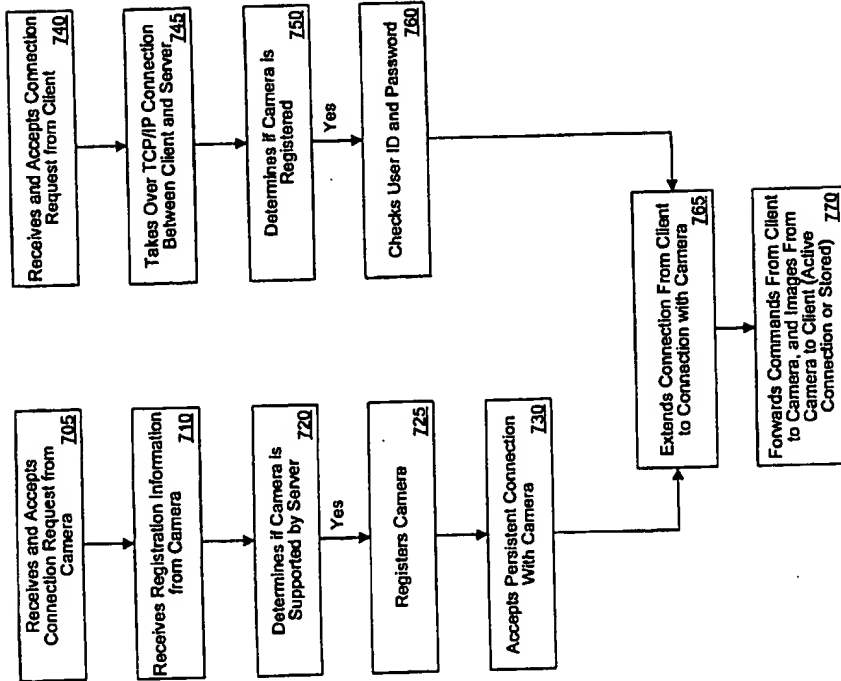 Receives and Accepts
Connection Request from
Camera 705
Receives Registration Information
from Camera 710
Determines if Camera is
Supported by Server 720
Yes
Registers Camera 725
Accepts Persistent Connection
With Camera 730
Receives and Accepts Connection
Request from Client 740
Takes Over TCP/IP Connection
Between Client and Server 745
Determines if Camera is
Registered 750
Yes
Checks User ID and Password
760
Extends Connection From Client
to Connection with Camera
765
Forwards Commands From Client
to Camera, and Images From
Camera to Client (Active
Connection or Stored) 770